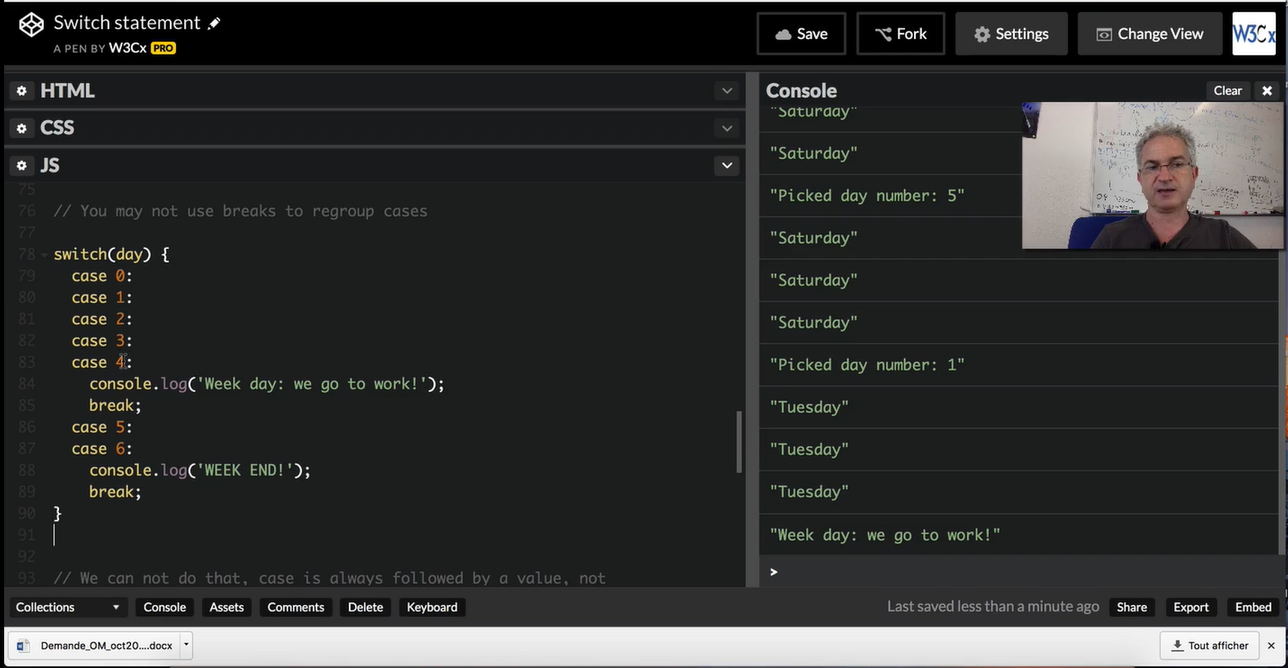 Switch statement
A PEN BY W3Cx PRO
Save
Fork
Settings
Change View
W3Cx
HTML
CSS
JS
75
76 // You may not use breaks to regroup cases
77
78 switch(day) {
79 case 0:
80 case 1:
81 case 2:
82 case 3:
83 case 4:
84 console.log('Week day: we go to work!');
85 break;
86 case 5:
87 case 6:
88 console.log('WEEK END!');
89 break;
90 }
91
92
93 // We can not do that, case is always followed by a value, not
Console
Clear
"Saturday"
"Saturday"
"Picked day number: 5"
"Saturday"
"Saturday"
"Saturday"
"Picked day number: 1"
"Tuesday"
"Tuesday"
"Tuesday"
"Week day: we go to work!"
>
Collections
Console
Assets
Comments
Delete
Keyboard
Last saved less than a minute ago
Share
Export
Embed
Demande_OM_oct20....docx
Tout afficher